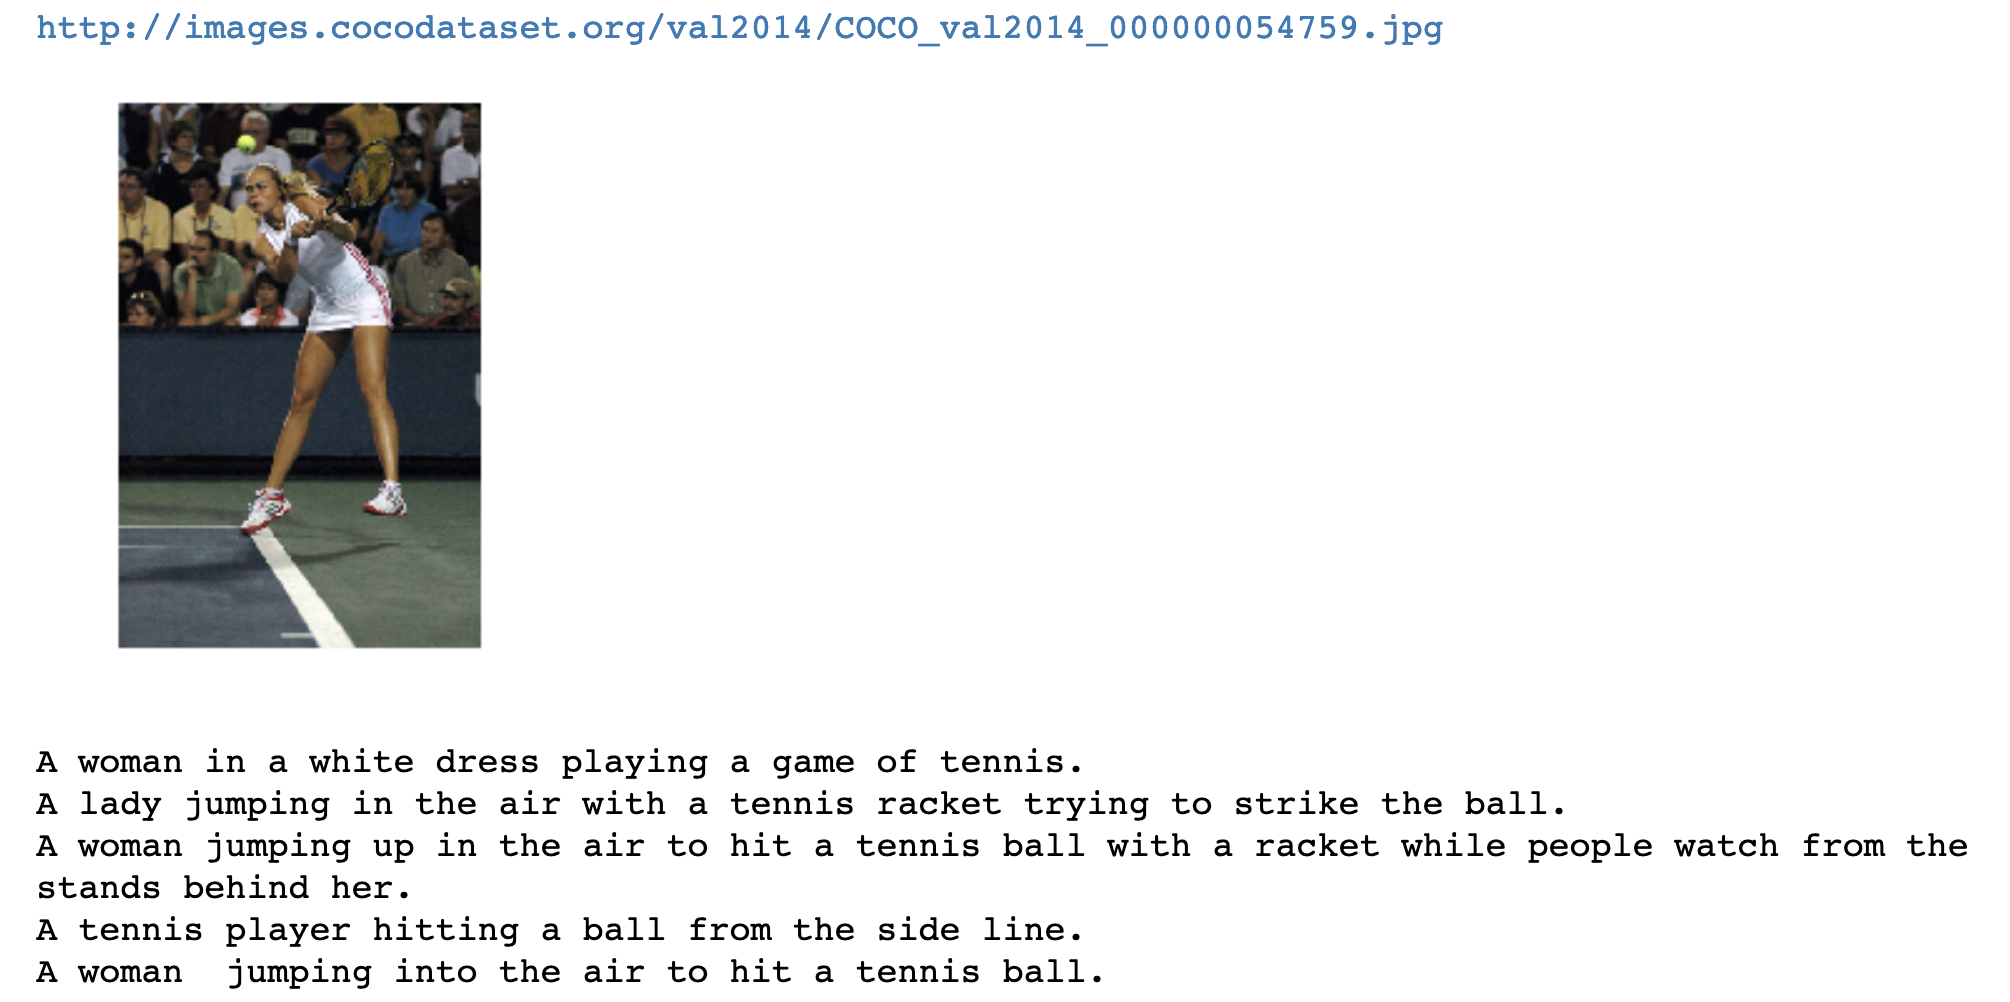 http://images.cocodataset.org/val2014/COCO_val2014_000000054759.jpg
A woman in a white dress playing a game of tennis.
A lady jumping in the air with a tennis racket trying to strike the ball.
A woman jumping up in the air to hit a tennis ball with a racket while people watch from the
stands behind her.
A tennis player hitting a ball from the side line.
A woman  jumping into the air to hit a tennis ball.